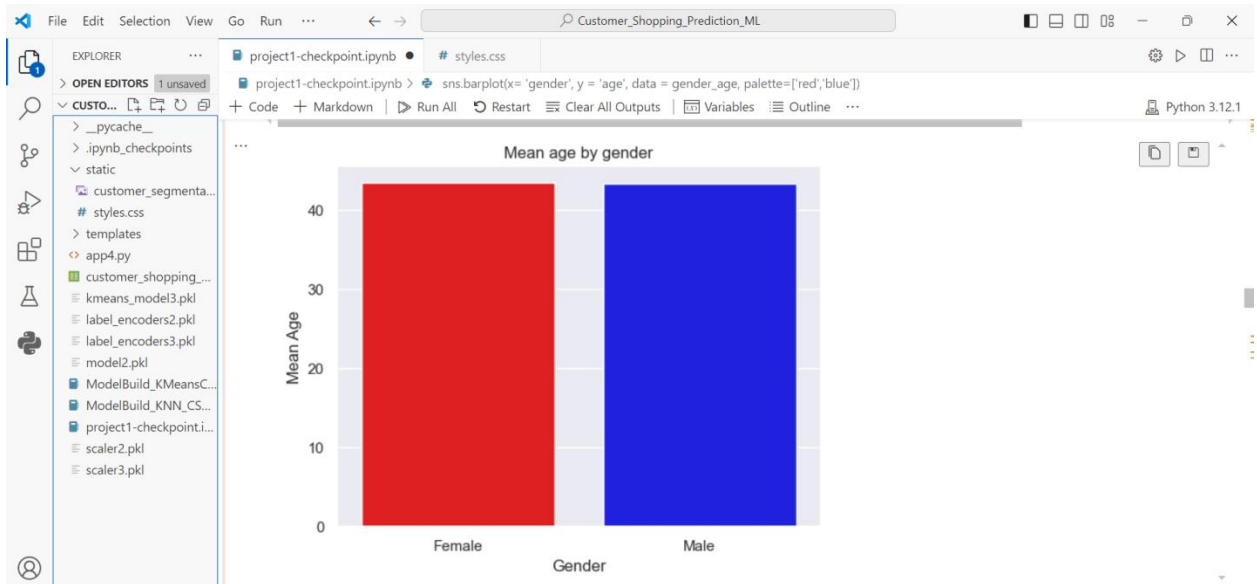 File Edit Selection View Go Run ··· Customer_Shopping_Prediction_ML
EXPLORER ···
OPEN EDITORS 1 unsaved
CUSTO...
__pycache__
.ipynb_checkpoints
static
customer_segmenta...
# styles.css
templates
app4.py
customer_shopping_...
kmeans_model3.pkl
label_encoders2.pkl
label_encoders3.pkl
model2.pkl
ModelBuild_KMeansC...
ModelBuild_KNN_CS...
project1-checkpoint.i...
scaler2.pkl
scaler3.pkl
project1-checkpoint.ipynb # styles.css
project1-checkpoint.ipynb > sns.barplot(x= 'gender', y = 'age', data = gender_age, palette=['red','blue'])
+ Code + Markdown | Run All Restart Clear All Outputs | Variables Outline ··· Python 3.12.1
Mean age by gender
Mean Age
40
30
20
10
0
Female Male
Gender
1